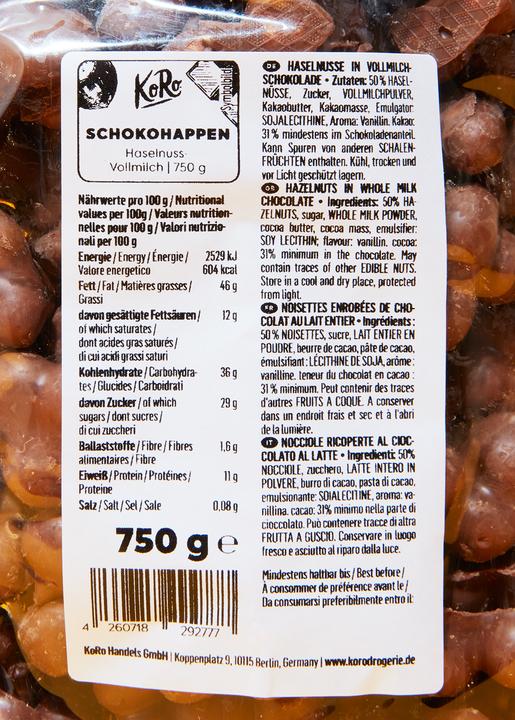 KoRo
Symbolbild
SCHOKOHAPPEN
Haselnuss-
Vollmilch | 750 g
Nährwerte pro 100 g / Nutritional
values per 100g / Valeurs nutrition-
nelles pour 100 g / Valori nutrizio-
nali per 100 g
Energie / Energy / Énergie / 2529 kJ
Valore energetico 604 kcal
Fett / Fat / Matières grasses / 46 g
Grassi
davon gesättigte Fettsäuren / 12 g
of which saturates /
dont acides gras saturés /
di cui acidi grassi saturi
Kohlenhydrate / Carbohydra- 36 g
tes / Glucides / Carboidrati
davon Zucker / of which 29 g
sugars / dont sucres /
di cui zuccheri
Ballaststoffe / Fibre / Fibres 1,6 g
alimentaires / Fibre
Eiweiß / Protein / Protéines / 11 g
Proteine
Salz / Salt / Sel / Sale 0,08 g
750 g e
4 260718 292777
DE HASELNÜSSE IN VOLLMILCH-
SCHOKOLADE • Zutaten: 50 % HASEL-
NÜSSE, Zucker, VOLLMILCHPULVER,
Kakaobutter, Kakaomasse, Emulgator:
SOJALECITHINE, Aroma: Vanillin. Kakao:
31 % mindestens im Schokoladenanteil.
Kann Spuren von anderen SCHALEN-
FRÜCHTEN enthalten. Kühl, trocken und
vor Licht geschützt lagern.
GB HAZELNUTS IN WHOLE MILK
CHOCOLATE • Ingredients: 50% HA-
ZELNUTS, sugar, WHOLE MILK POWDER,
cocoa butter, cocoa mass, emulsifier:
SOY LECITHIN; flavour: vanillin. cocoa:
31% minimum in the chocolate. May
contain traces of other EDIBLE NUTS.
Store in a cool and dry place, protected
from light.
FR NOISETTES ENROBÉES DE CHO-
COLAT AU LAIT ENTIER • Ingrédients :
50 % NOISETTES, sucre, LAIT ENTIER EN
POUDRE, beurre de cacao, pâte de cacao,
émulsifiant : LÉCITHINE DE SOJA, arôme :
vanilline. teneur du chocolat en cacao :
31 % minimum. Peut contenir des traces
d'autres FRUITS A COQUE. A conserver
dans un endroit frais et sec et à l'abri
de la lumière.
IT NOCCIOLE RICOPERTE AL CIOC-
COLATO AL LATTE • Ingredienti: 50%
NOCCIOLE, zucchero, LATTE INTERO IN
POLVERE, burro di cacao, pasta di cacao,
emulsionante: SOIALECITINE, aroma: va-
nillina. cacao: 31% minimo nella parte di
cioccolato. Può contenere tracce di altra
FRUTTA A GUSCIO. Conservare in luogo
fresco e asciutto al riparo dalla luce.
Mindestens haltbar bis / Best before /
À consommer de préférence avant le /
Da consumarsi preferibilmente entro il:
KoRo Handels GmbH | Koppenplatz 9, 10115 Berlin, Germany | www.korodrogerie.de